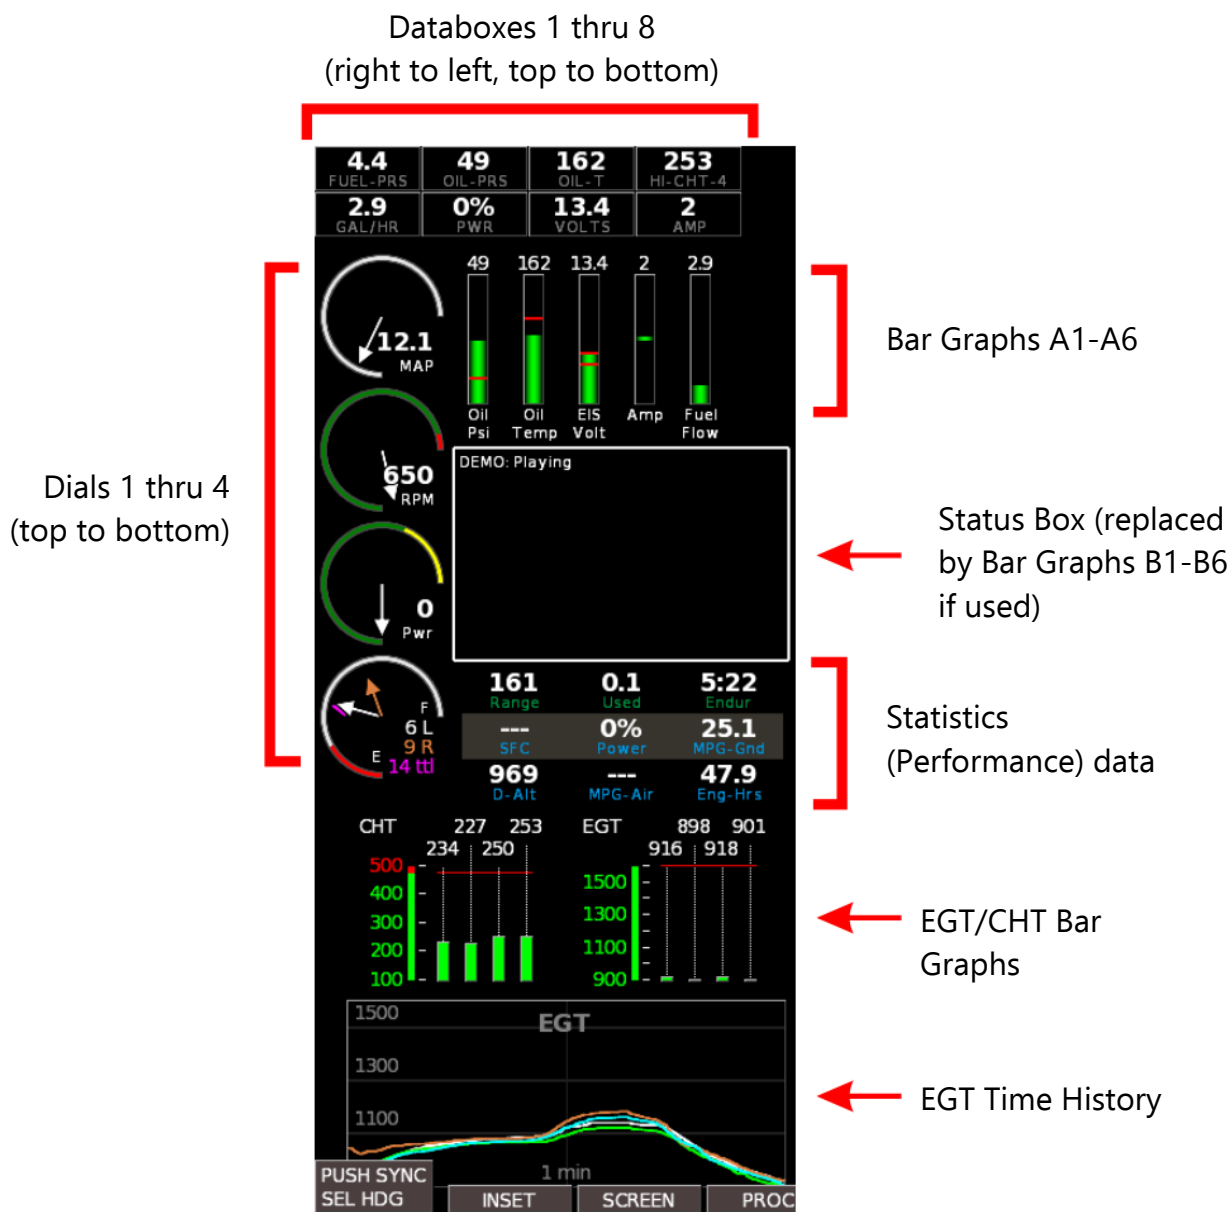 Databoxes 1 thru 8
(right to left, top to bottom)
4.4 49 162 253
FUEL-PRS OIL-PRS OIL-T HI-CHT-4
2.9 0% 13.4 2
GAL/HR PWR VOLTS AMP
49 162 13.4 2 2.9
12.1
MAP
Oil Psi
Oil Temp
EIS Volt
Amp
Fuel Flow
Bar Graphs A1-A6
Dials 1 thru 4
(top to bottom)
650
RPM
DEMO: Playing
0
Pwr
Status Box (replaced
by Bar Graphs B1-B6
if used)
F
6 L
9 R
E
14 ttl
161 0.1 5:22
Range Used Endur
--- 0% 25.1
SFC Power MPG-Gnd
969 --- 47.9
D-Alt MPG-Air Eng-Hrs
Statistics
(Performance) data
CHT 227 253
234 250
500
400
300
200
100
EGT 898 901
916 918
1500
1300
1100
900
EGT/CHT Bar
Graphs
1500
EGT
1300
1100
1 min
EGT Time History
PUSH SYNC
SEL HDG INSET SCREEN PROC